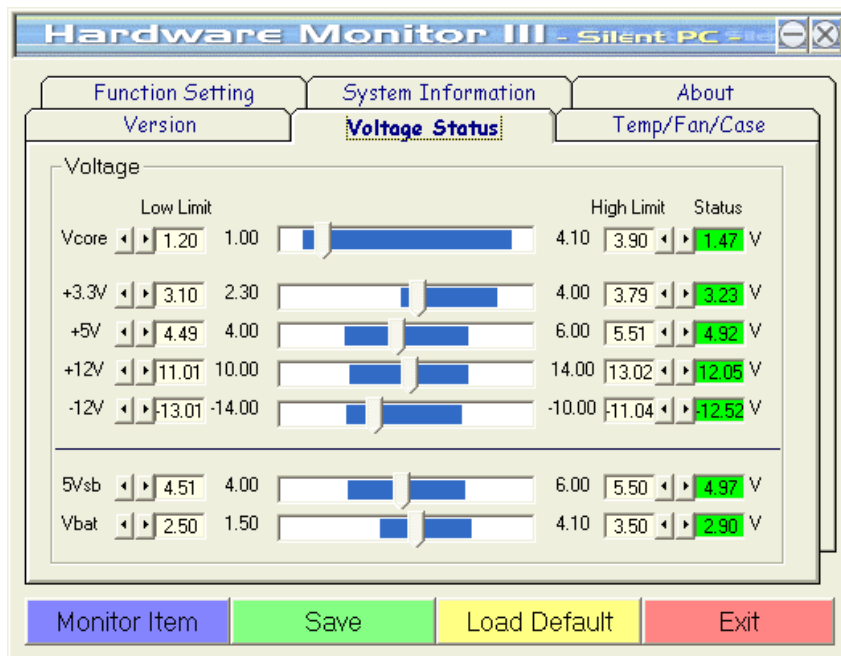 Hardware Monitor III - Silent PC -
Function Setting System Information About
Version Voltage Status Temp/Fan/Case
Voltage
Low Limit High Limit Status
Vcore 1.20 1.00 4.10 3.90 1.47 V
+3.3V 3.10 2.30 4.00 3.79 3.23 V
+5V 4.49 4.00 6.00 5.51 4.92 V
+12V 11.01 10.00 14.00 13.02 12.05 V
-12V -13.01 -14.00 -10.00 -11.04 -12.52 V
5Vsb 4.51 4.00 6.00 5.50 4.97 V
Vbat 2.50 1.50 4.10 3.50 2.90 V
Monitor Item Save Load Default Exit